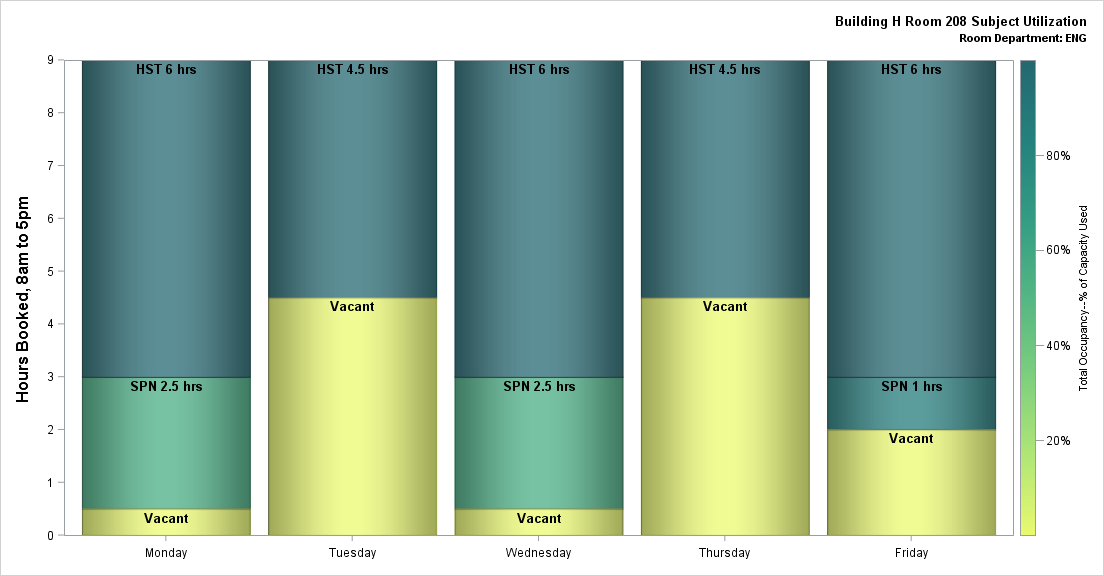 Building H Room 208 Subject Utilization
Room Department: ENG
Hours Booked, 8am to 5pm
9
8
7
6
5
4
3
2
1
0
HST 6 hrs
SPN 2.5 hrs
Vacant
HST 4.5 hrs
Vacant
HST 6 hrs
SPN 2.5 hrs
Vacant
HST 4.5 hrs
Vacant
HST 6 hrs
SPN 1 hrs
Vacant
Monday
Tuesday
Wednesday
Thursday
Friday
80%
60%
40%
20%
Total Occupancy--% of Capacity Used